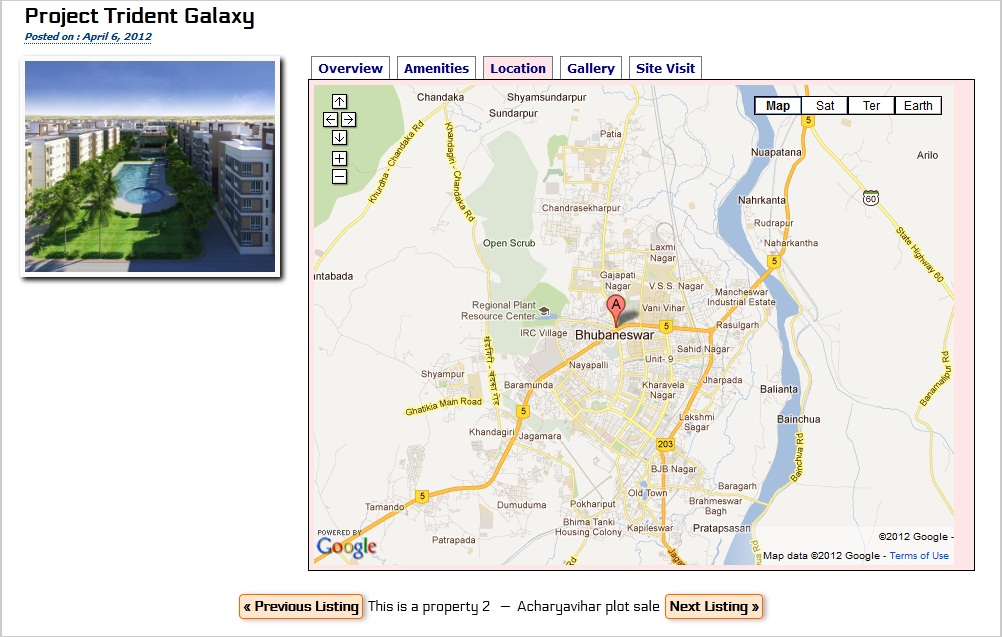 Project Trident Galaxy
Posted on : April 6, 2012
Overview Amenities Location Gallery Site Visit
Map Sat Ter Earth
Chandaka
Shyamsundarpur
Sundarpur
5
Patia
Khurdha - Chandaka Rd
Khandagiri - Chandaka Rd
Nuapatana
Arilo
60
Nahrkanta
Chandrasekharpur
Rudrapur
Naharkantha
State Highway 60
Open Scrub
Laxmi
Nagar
5
ntabada
Gajapati
Nagar
V.S.S. Nagar
Mancheswar
Industrial Estate
A
Regional Plant
Resource Center
Vani Vihar
IRC Village
Bhubaneswar
5
Rasulgarh
Sahid Nagar
Unit- 9
Nayapalli
Shyampur
Baramunda
Kharavela
Nagar
Jharpada
Balianta
Banamalipur Rd
Ghatikia Main Road
5
Lakshmi
Sagar
Bainchua
Khandagiri
Jagamara
203
Bainchua Rd
BJB Nagar
5
Baragarh
Old Town
Tamando
Dumuduma
Pokhariput
Brahmeswar
Bagh
Bhima Tanki
Housing Colony
Kapileswar
Pratapsasan
Patrapada
POWERED BY
Google
©2012 Google -
Map data ©2012 Google - Terms of Use
« Previous Listing This is a property 2 — Acharyavihar plot sale Next Listing »